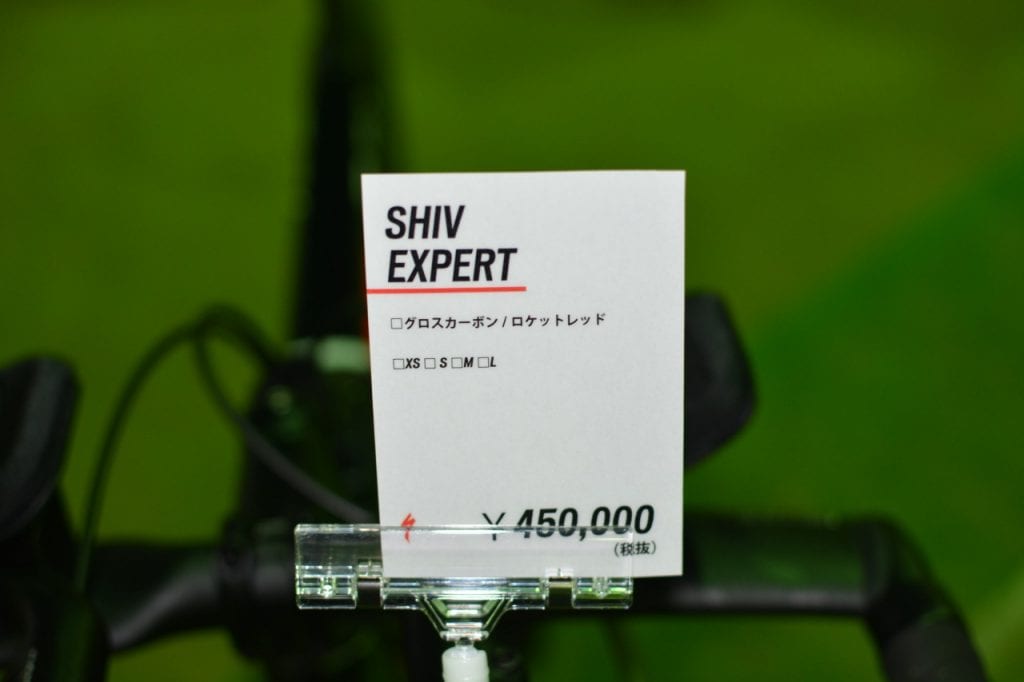 SHIV
EXPERT
□グロスカーボン / ロケットレッド
□XS □ S □M □L
¥ 450,000
(税抜)